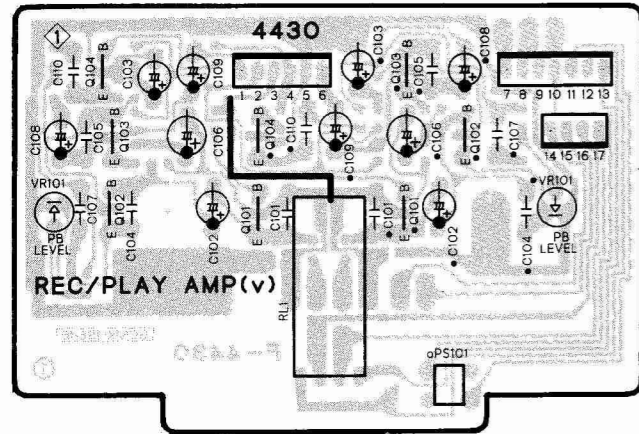 1
4430
C110
Q104
B
E
C103
C109
1 2 3 4 5 6
C103
Q103
B
E
C105
C108
7 8 9 10 11 12 13
C108
C105
Q103
B
E
C106
Q104
B
E
C110
C109
C106
Q102
B
E
C107
14 15 16 17
VR101
PB
LEVEL
C107
Q102
B
E
C104
C102
Q101
B
E
C101
C101
Q101
B
E
C102
C104
VR101
PB
LEVEL
REC/PLAY AMP(v)
RL1
F-4430
PS101